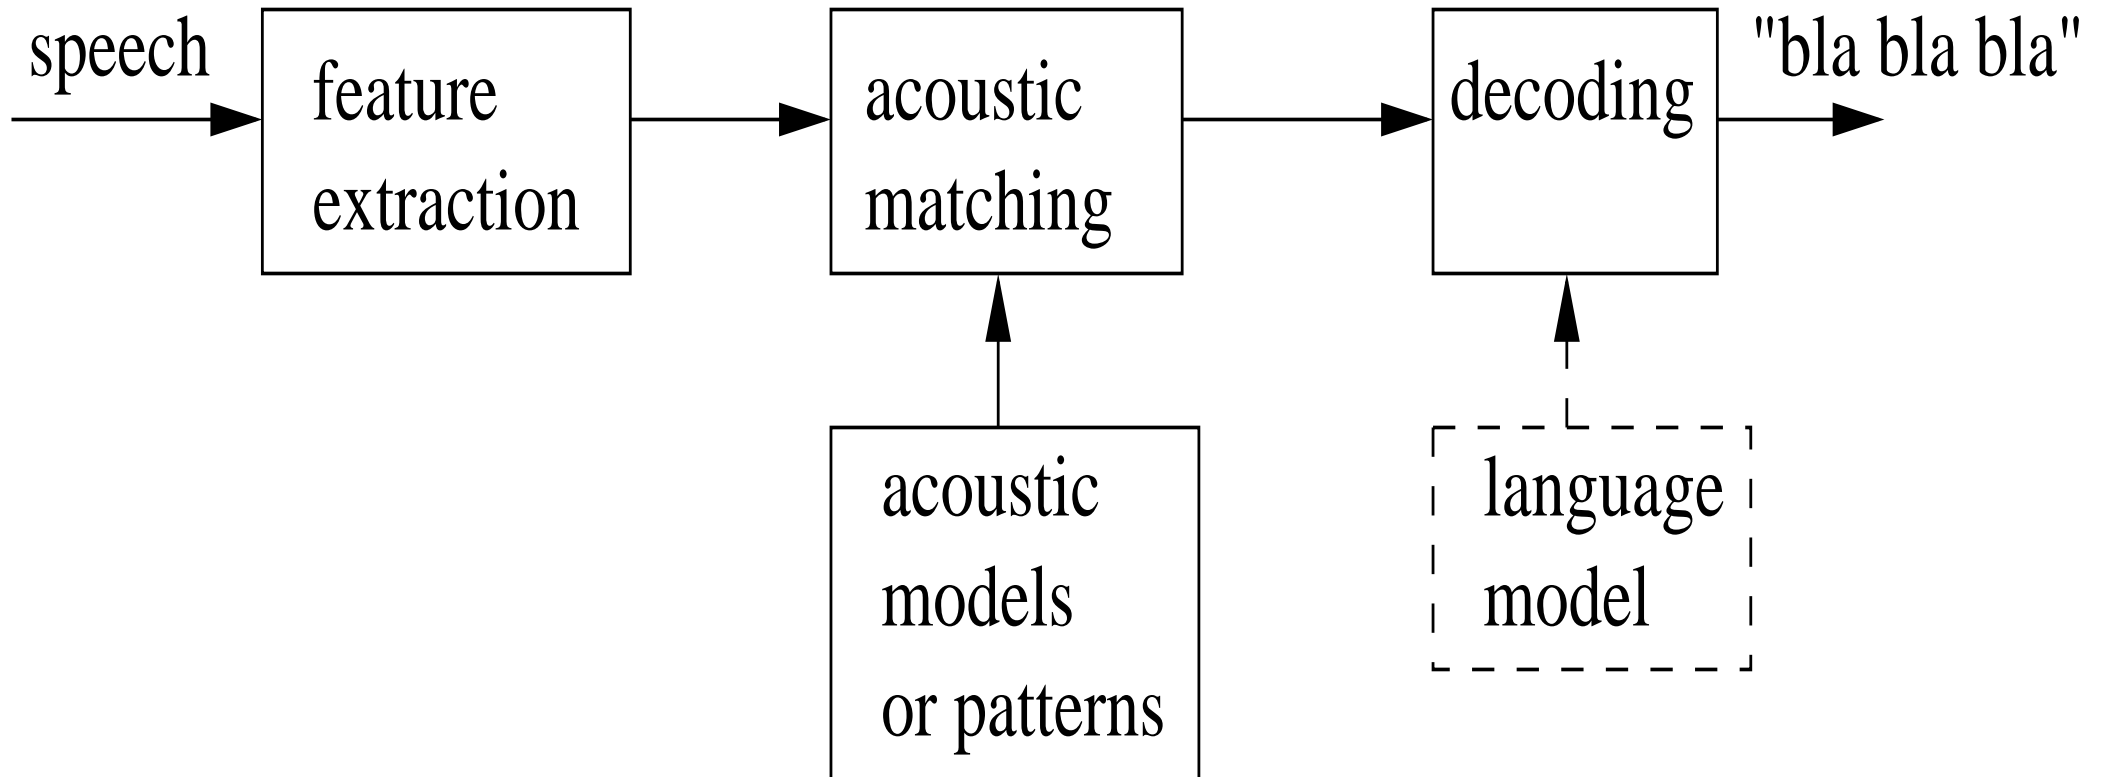 speech
feature
extraction
acoustic
matching
decoding
"bla bla bla"
acoustic
models
or patterns
language
model